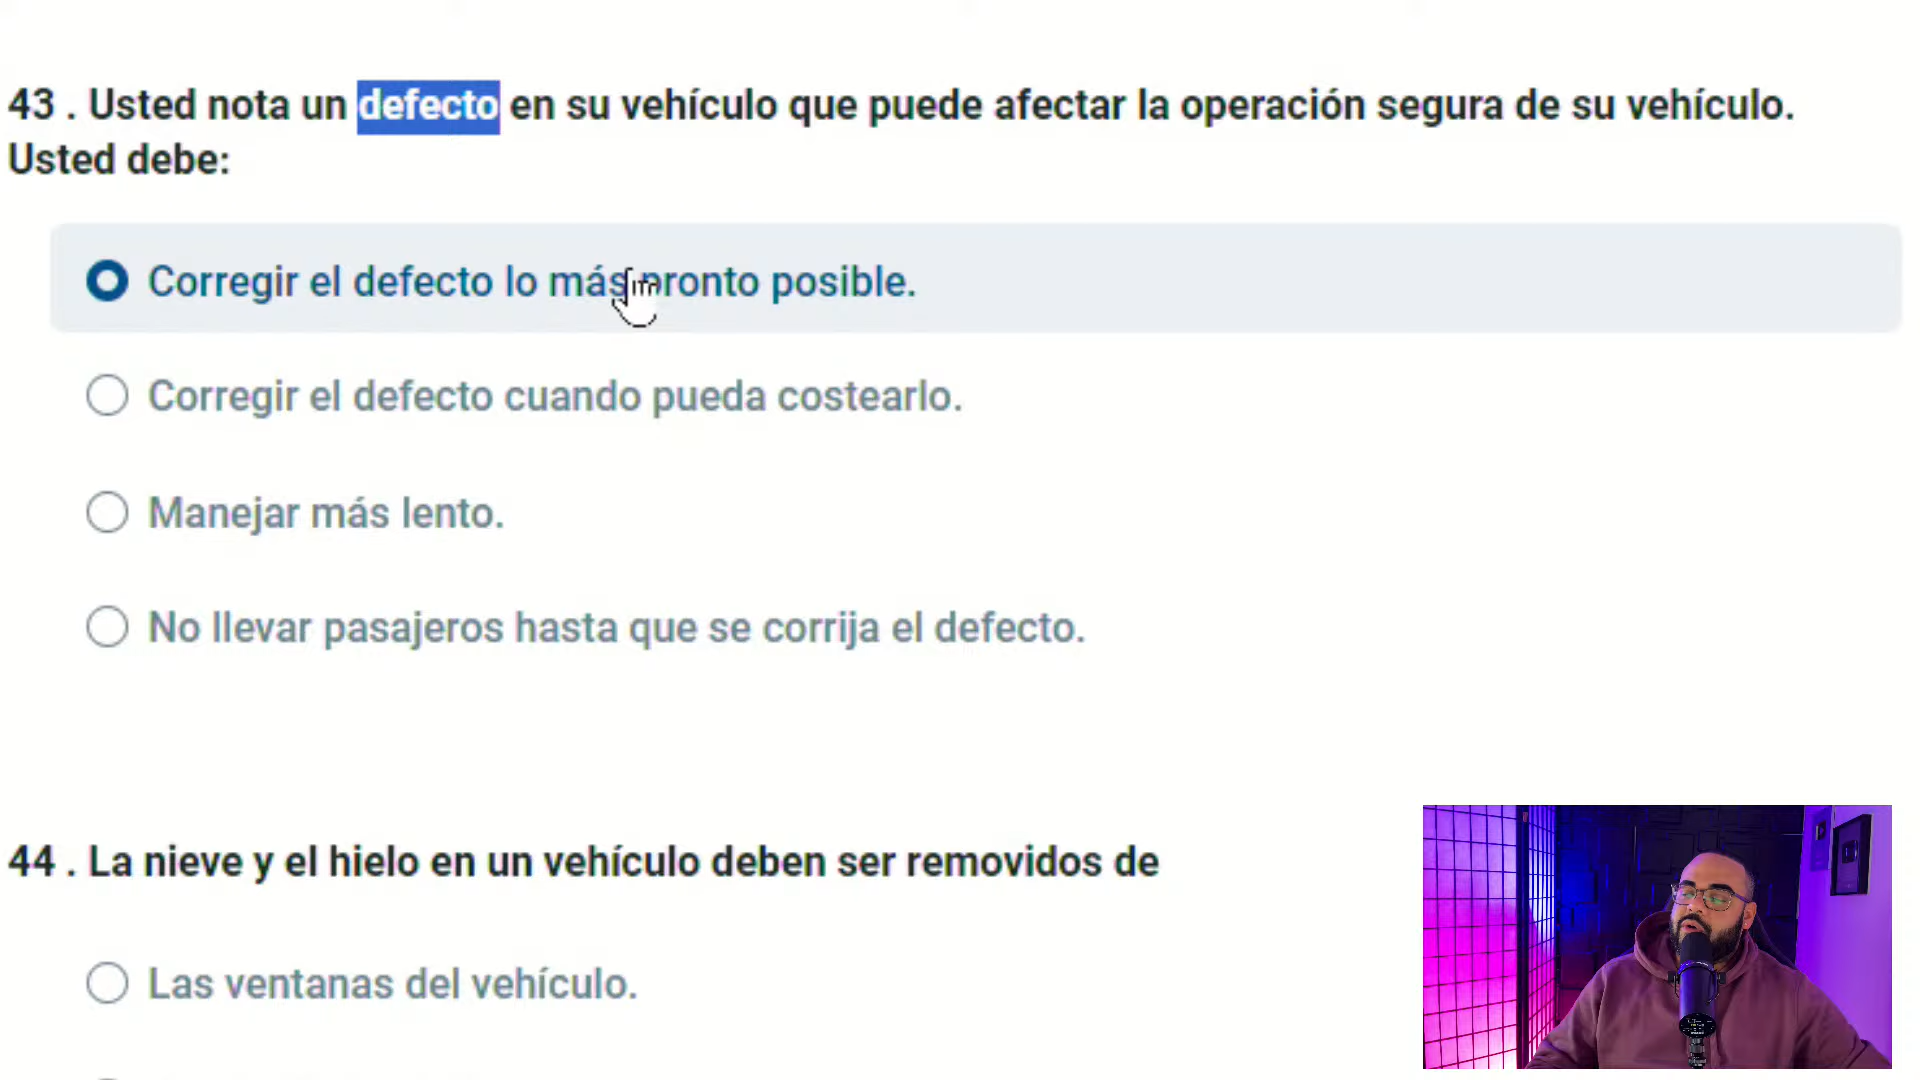 43 . Usted nota un defecto en su vehículo que puede afectar la operación segura de su vehículo.
Usted debe:
Corregir el defecto lo más pronto posible.
Corregir el defecto cuando pueda costearlo.
Manejar más lento.
No llevar pasajeros hasta que se corrija el defecto.
44 . La nieve y el hielo en un vehículo deben ser removidos de
Las ventanas del vehículo.